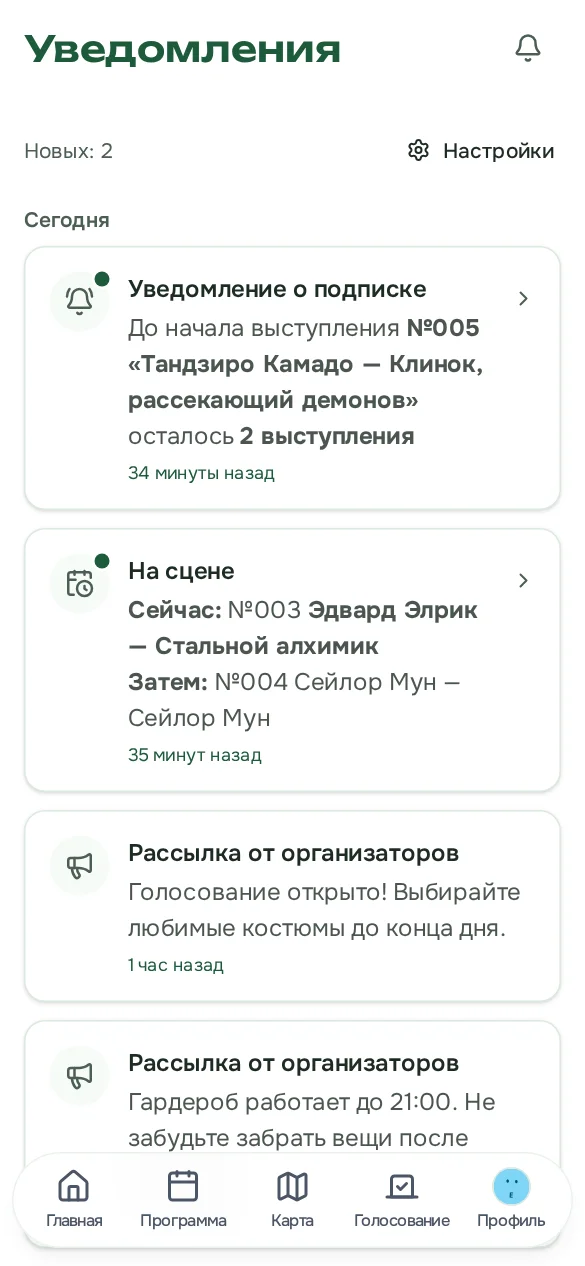 Уведомления
Новых: 2
Настройки
Сегодня
Уведомление о подписке
До начала выступления №005
«Тандзиро Камадо — Клинок,
рассекающий демонов»
осталось 2 выступления
34 минуты назад
На сцене
Сейчас: №003 Эдвард Элрик
— Стальной алхимик
Затем: №004 Сейлор Мун —
Сейлор Мун
35 минут назад
Рассылка от организаторов
Голосование открыто! Выбирайте
любимые костюмы до конца дня.
1 час назад
Рассылка от организаторов
Гардероб работает до 21:00. Не
забудьте забрать вещи после
Главная
Программа
Карта
Голосование
Профиль